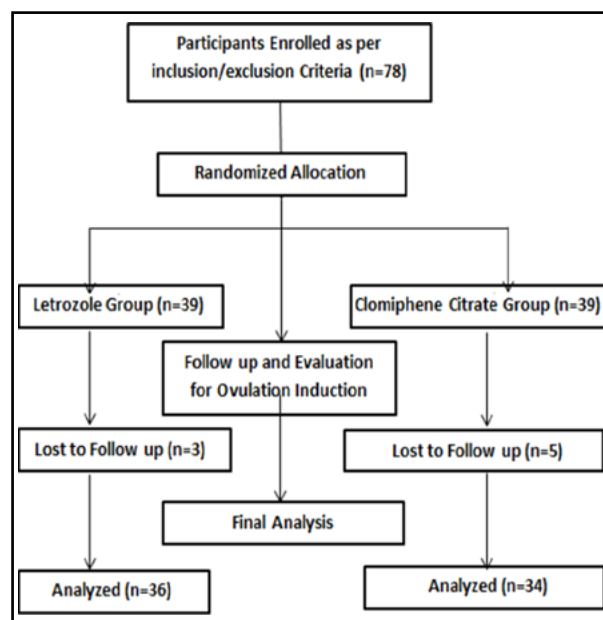 Participants Enrolled as per
inclusion/exclusion Criteria (n=78)
Randomized Allocation
Letrozole Group (n=39)
Clomiphene Citrate Group (n=39)
Follow up and Evaluation
for Ovulation Induction
Lost to Follow up (n=3)
Lost to Follow up (n=5)
Final Analysis
Analyzed (n=36)
Analyzed (n=34)